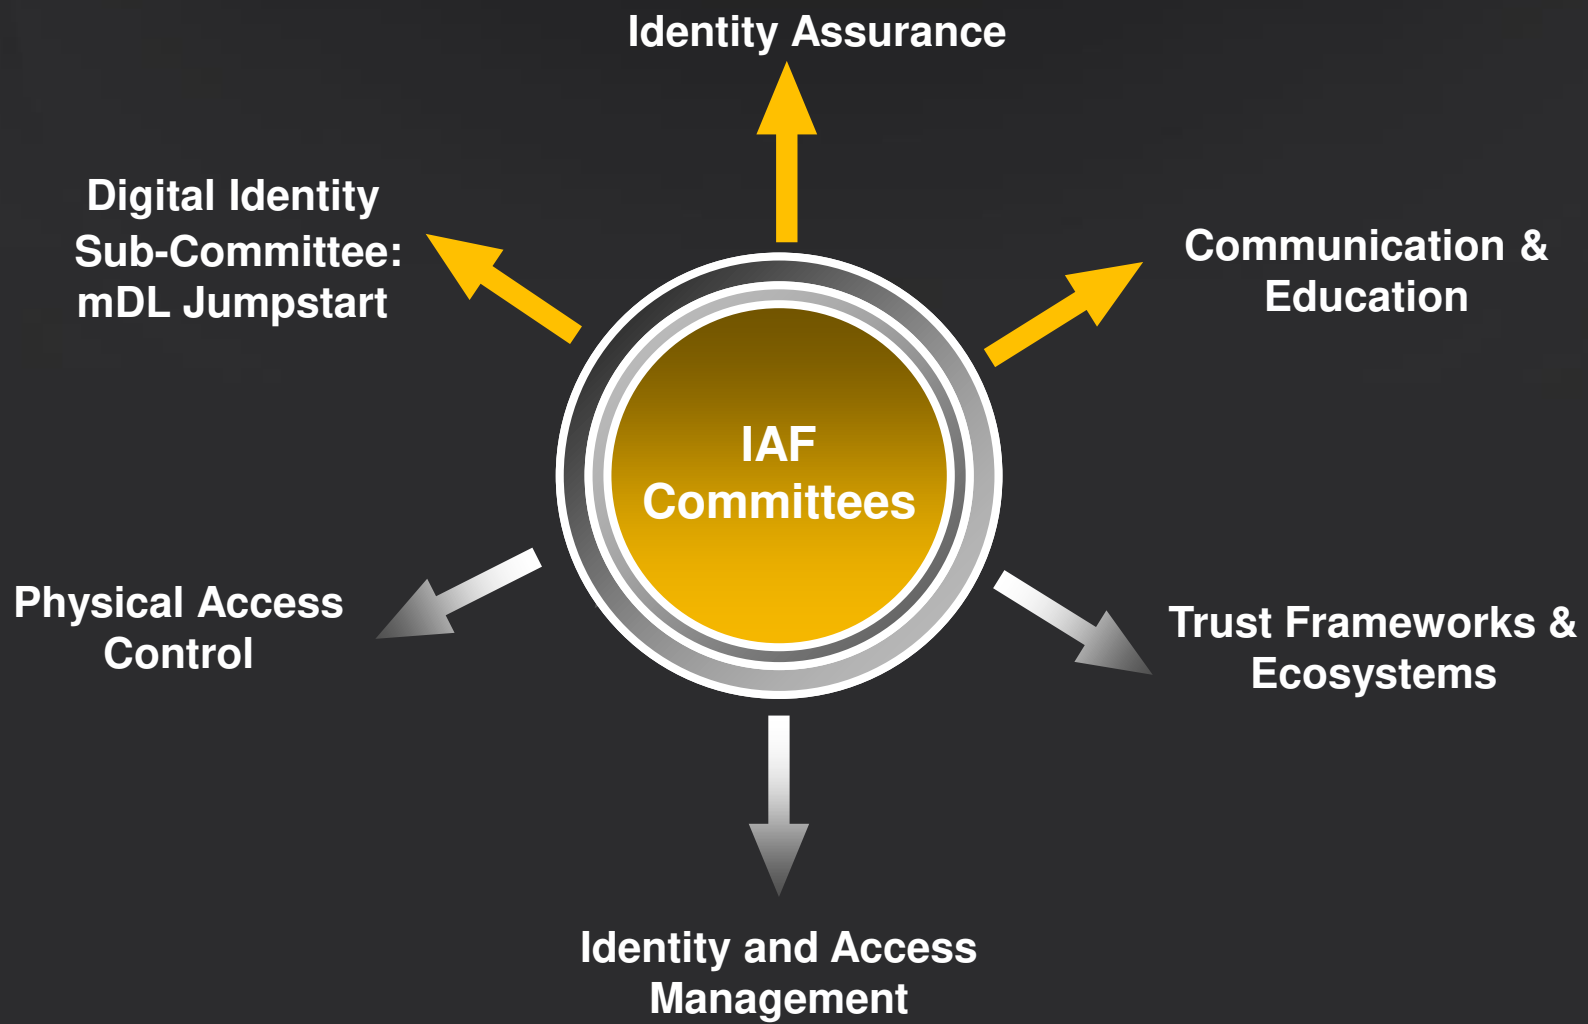 Identity Assurance
Digital Identity
Sub-Committee:
mDL Jumpstart
Communication &
Education
IAF
Committees
Physical Access
Control
Trust Frameworks &
Ecosystems
Identity and Access
Management